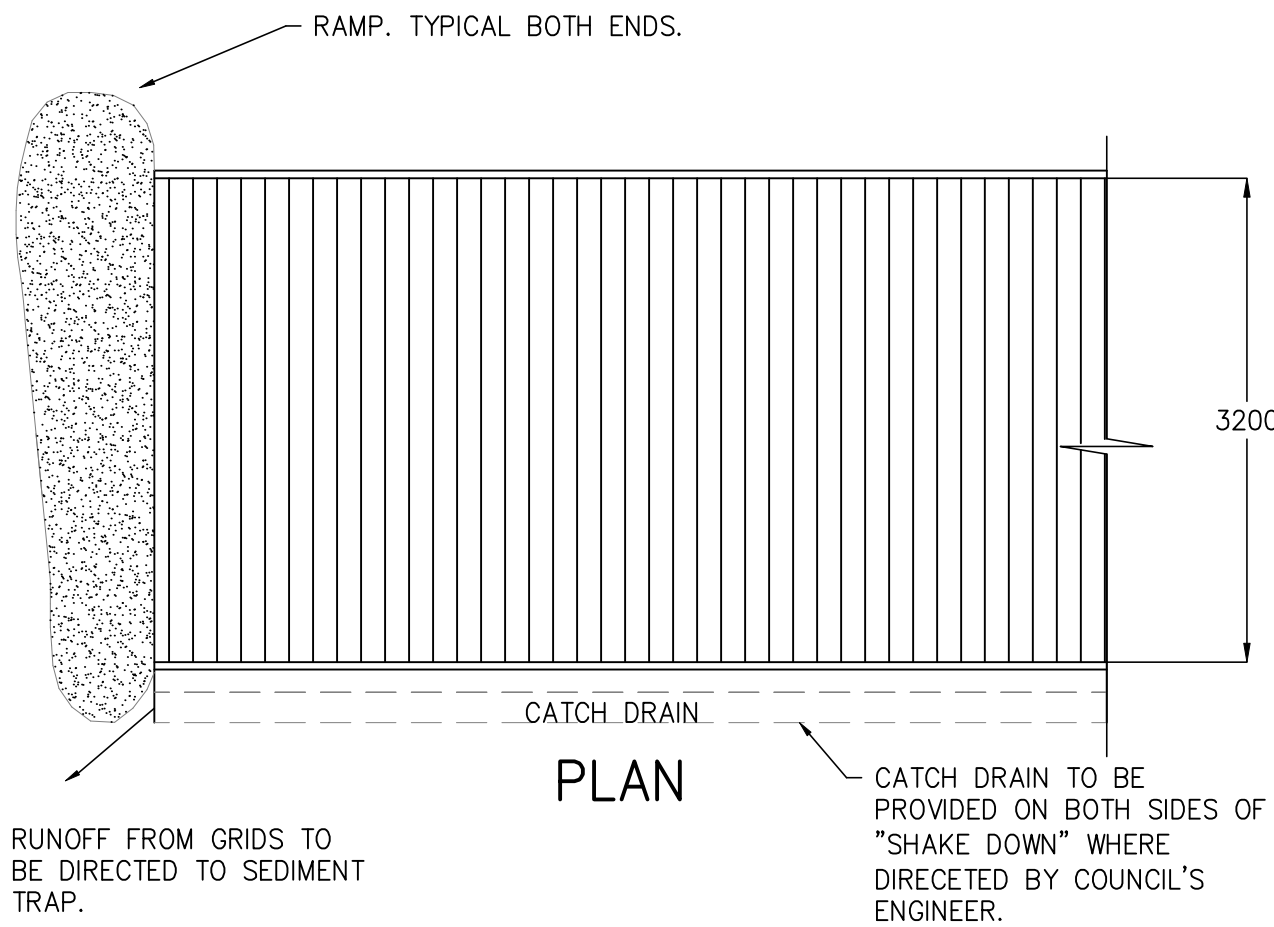 RAMP. TYPICAL BOTH ENDS.
3200
CATCH DRAIN
PLAN
CATCH DRAIN TO BE
PROVIDED ON BOTH SIDES OF
"SHAKE DOWN" WHERE
DIRECETED BY COUNCIL'S
ENGINEER.
RUNOFF FROM GRIDS TO
BE DIRECTED TO SEDIMENT
TRAP.